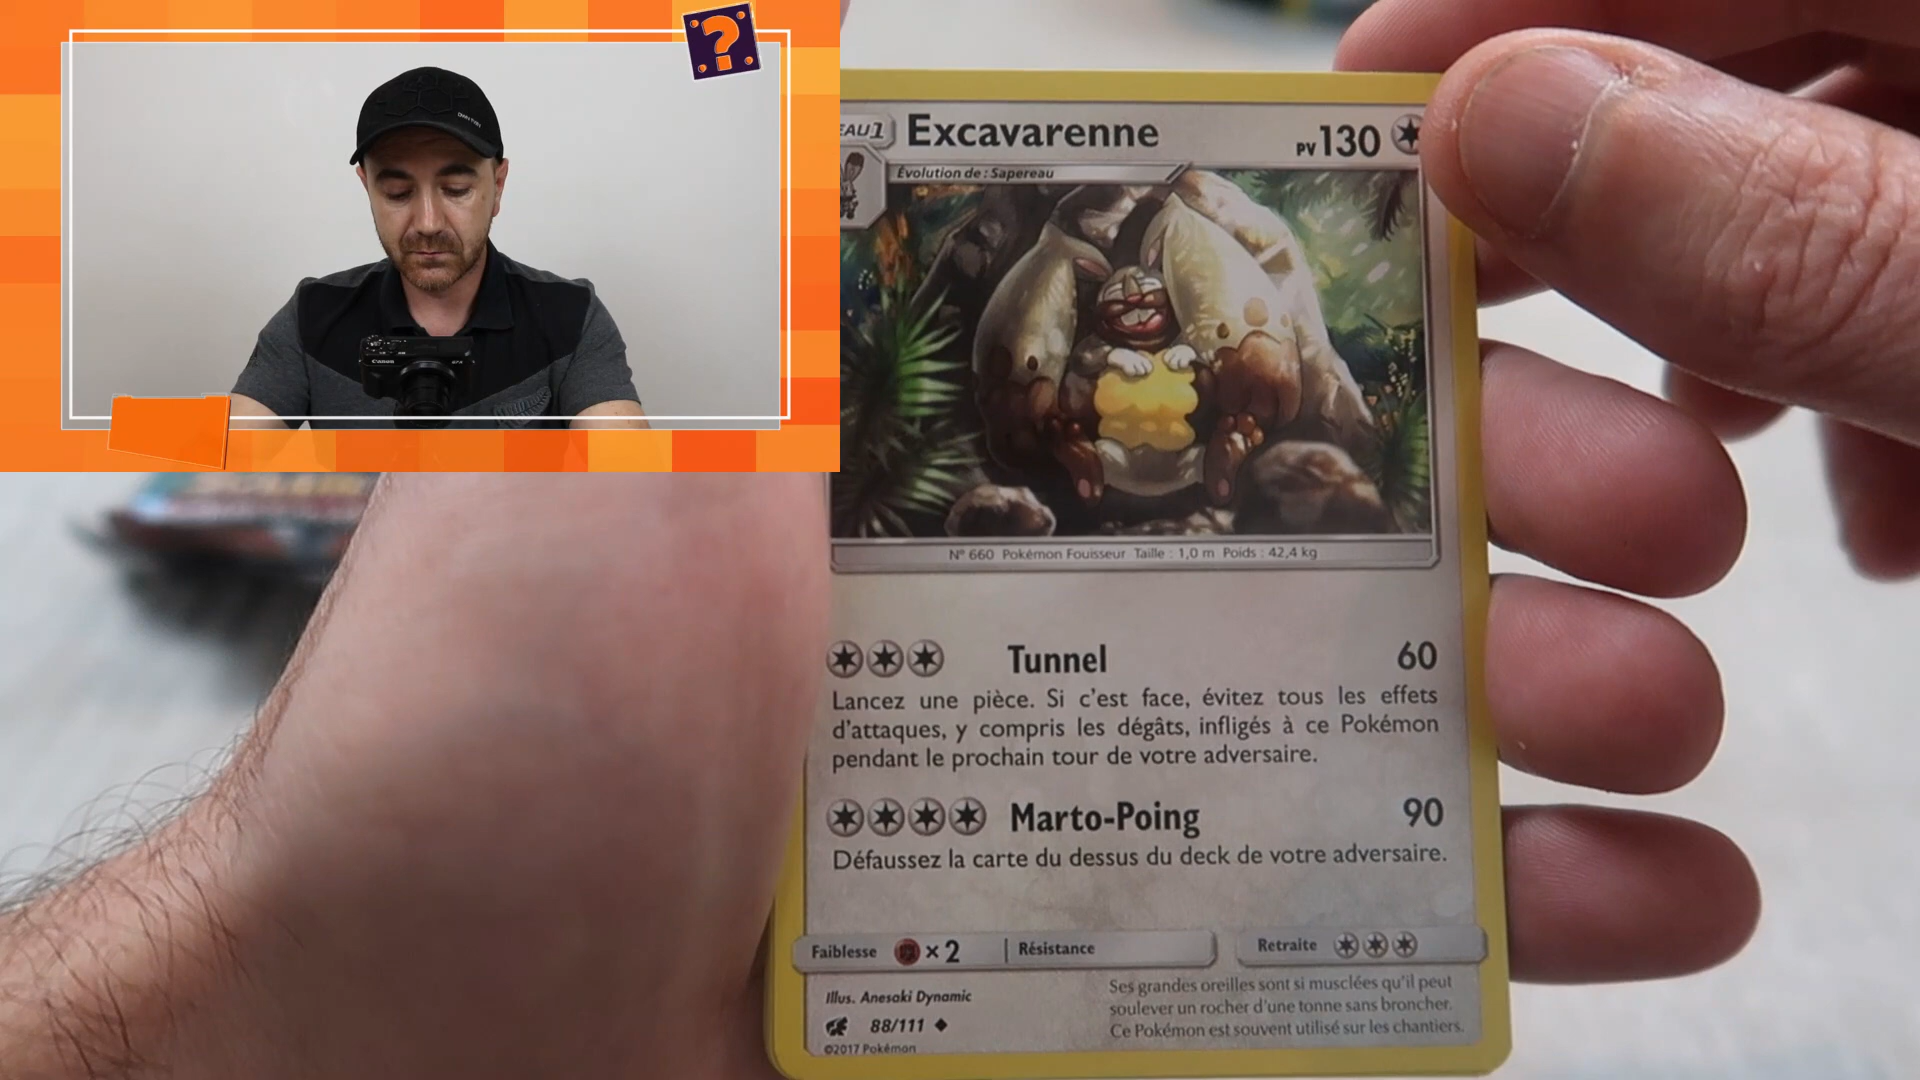 ?
Canon
EAU1
Excavarenne
PV 130
Évolution de : Sapereau
N° 660 Pokémon Fouisseur Taille : 1,0 m Poids : 42,4 kg
Tunnel 60
Lancez une pièce. Si c'est face, évitez tous les effets
d'attaques, y compris les dégâts, infligés à ce Pokémon
pendant le prochain tour de votre adversaire.
Marto-Poing 90
Défaussez la carte du dessus du deck de votre adversaire.
Faiblesse × 2 Résistance Retraite
Illus. Anesaki Dynamic
88/111
©2017 Pokémon
Ses grandes oreilles sont si musclées qu'il peut
soulever un rocher d'une tonne sans broncher.
Ce Pokémon est souvent utilisé sur les chantiers.